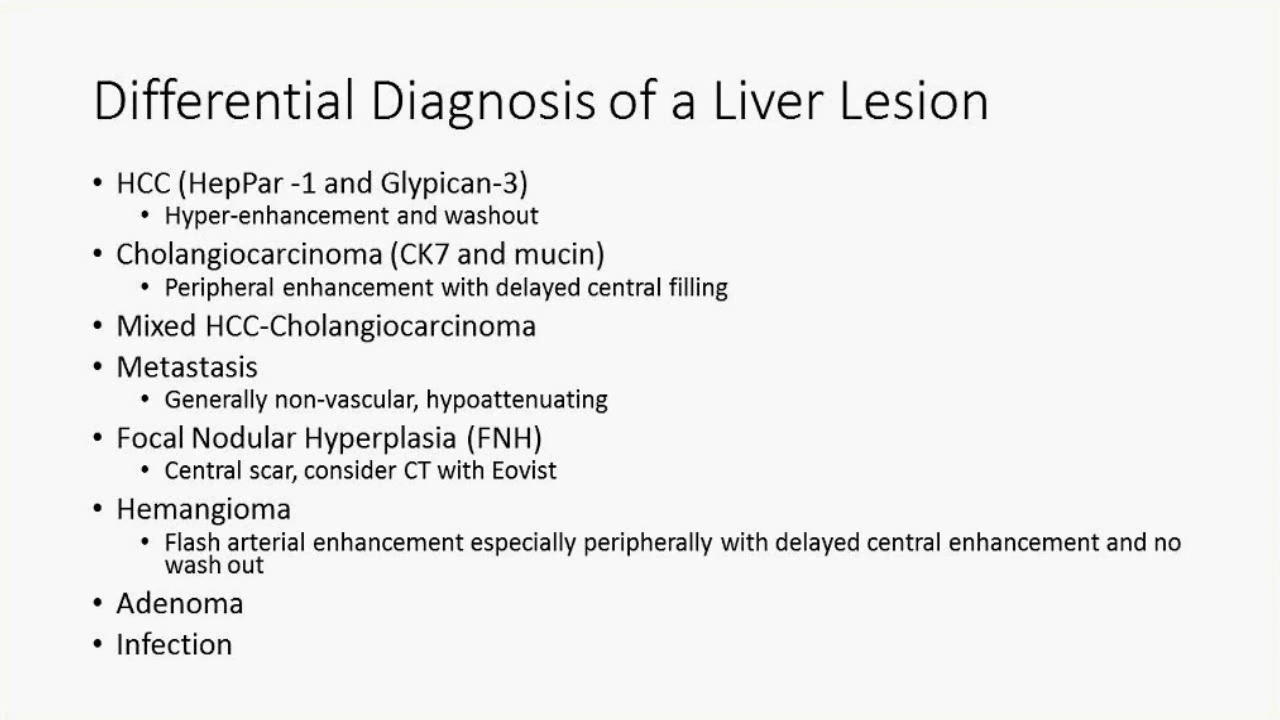 Differential Diagnosis of a Liver Lesion
• HCC (HepPar -1 and Glypican-3)
• Hyper-enhancement and washout
• Cholangiocarcinoma (CK7 and mucin)
• Peripheral enhancement with delayed central filling
• Mixed HCC-Cholangiocarcinoma
• Metastasis
• Generally non-vascular, hypoattenuating
• Focal Nodular Hyperplasia (FNH)
• Central scar, consider CT with Eovist
• Hemangioma
• Flash arterial enhancement especially peripherally with delayed central enhancement and no
wash out
• Adenoma
• Infection